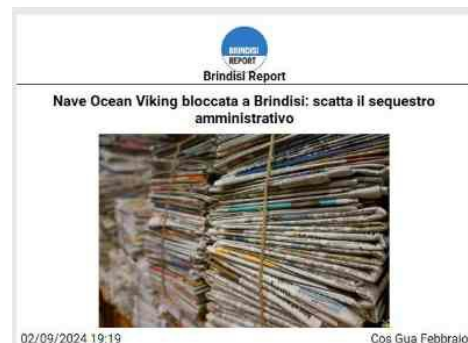 BRINDISI
REPORT
Brindisi Report
Nave Ocean Viking bloccata a Brindisi: scatta il sequestro
amministrativo
02/09/2024 19:19
Cos Gua Febbraio